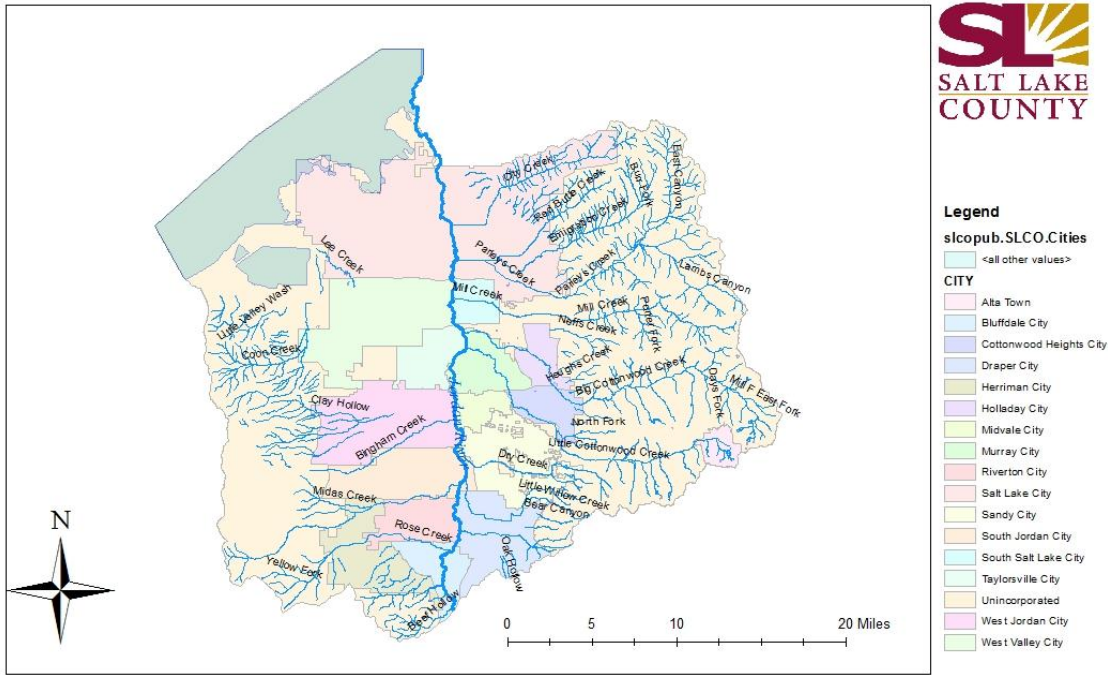 SL
SALT LAKE
COUNTY
City Creek
East Canyon
Burr Fork
Red Butte Creek
Emigration Creek
Lee Creek
Parley's Creek
Parley's Creek
Lambs Canyon
Little Valley Wash
Mill Creek
Mill Creek
Porter Fork
Neffs Creek
Coon Creek
Heughs Creek
Big Cottonwood Creek
Days Fork
Mill F East Fork
Clay Hollow
Bingham Creek
North Fork
Little Cottonwood Creek
Dry Creek
Midas Creek
Little Willow Creek
Bear Canyon
Rose Creek
Oak Hollow
Yellow Fork
Beef Hollow
N
0 5 10 20 Miles
Legend
slcopub.SLCO.Cities
<all other values>
CITY
Alta Town
Bluffdale City
Cottonwood Heights City
Draper City
Herriman City
Holladay City
Midvale City
Murray City
Riverton City
Salt Lake City
Sandy City
South Jordan City
South Salt Lake City
Taylorsville City
Unincorporated
West Jordan City
West Valley City